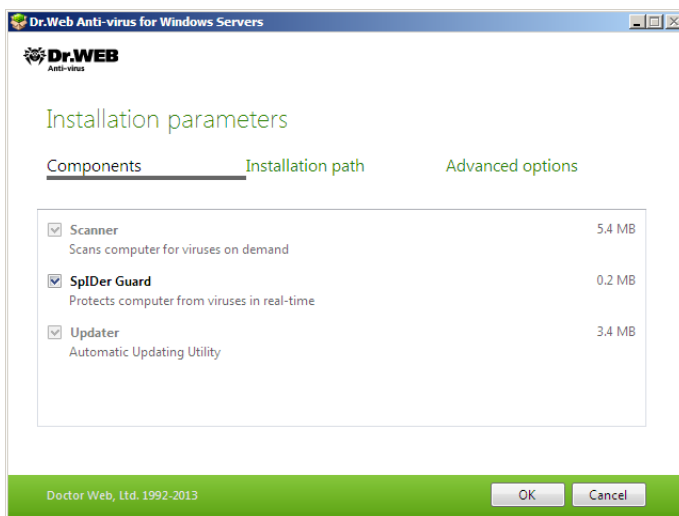 Dr.Web Anti-virus for Windows Servers
Dr.WEB
Anti-virus
Installation parameters
Components Installation path Advanced options
Scanner 5.4 MB
Scans computer for viruses on demand
SpIDer Guard 0.2 MB
Protects computer from viruses in real-time
Updater 3.4 MB
Automatic Updating Utility
Doctor Web, Ltd. 1992-2013 OK Cancel